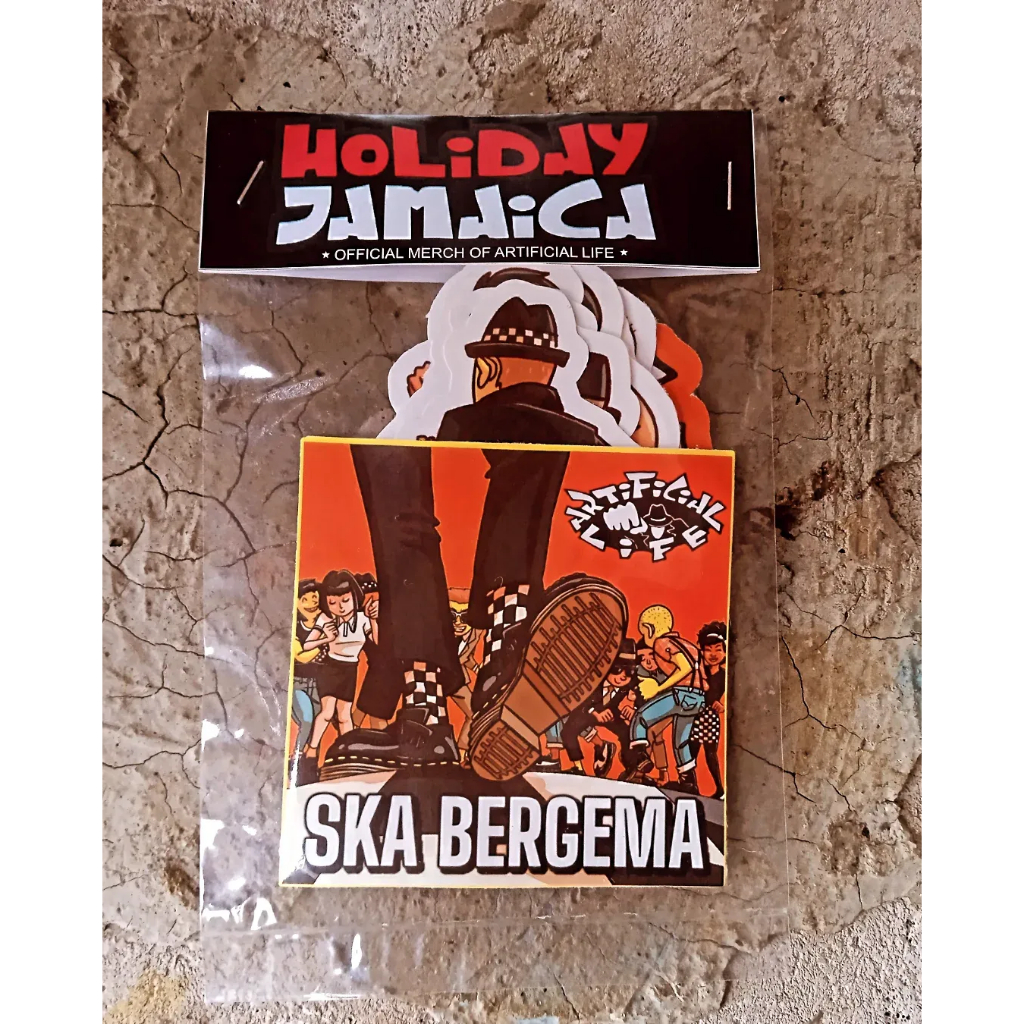 HOLiDAY
JAMAiCA
★ OFFICIAL MERCH OF ARTIFICIAL LIFE ★
ARTiFiCiAL
LiFE
SKA BERGEMA